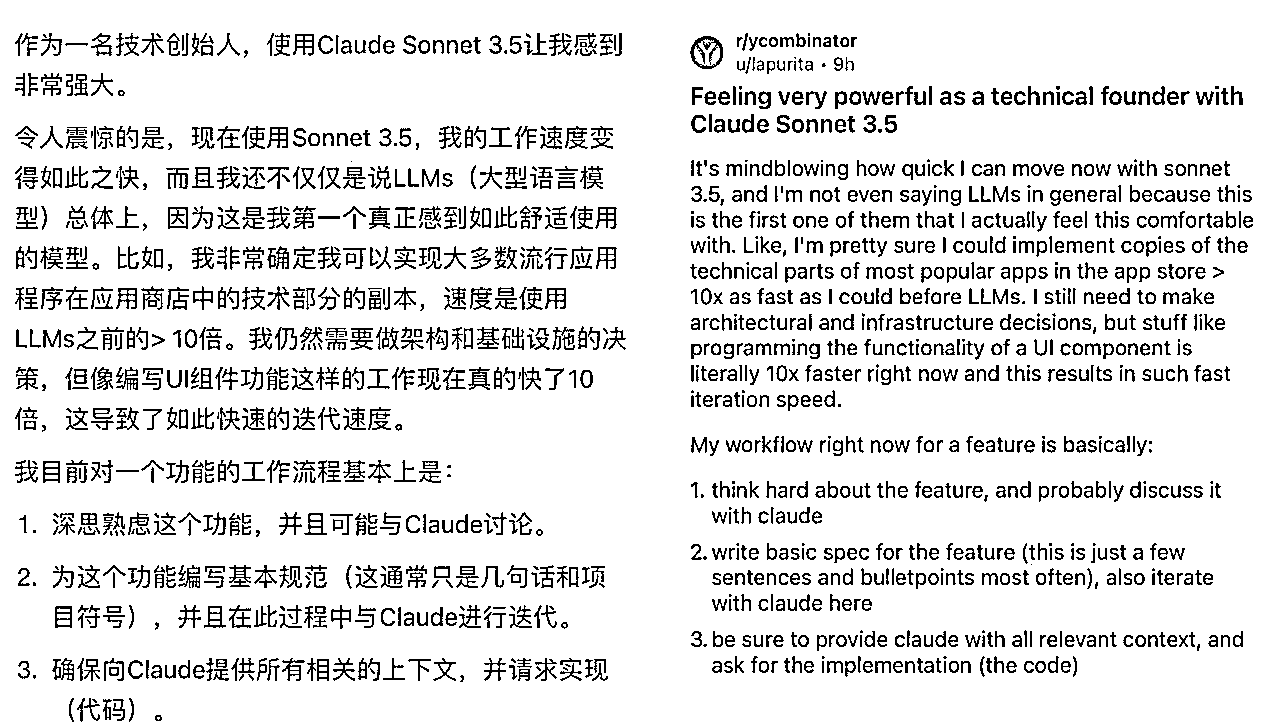 作为一名技术创始人，使用Claude Sonnet 3.5让我感到
非常强大。
令人震惊的是，现在使用Sonnet 3.5，我的工作速度变
得如此之快，而且我还不仅仅是说LLMs（大型语言模
型）总体上，因为这是我第一个真正感到如此舒适使用
的模型。比如，我非常确定我可以实现大多数流行应用
程序在应用商店中的技术部分的副本，速度是使用
LLMs之前的> 10倍。我仍然需要做架构和基础设施的决
策，但像编写UI组件功能这样的工作现在真的快了10
倍，这导致了如此快速的迭代速度。
我目前对一个功能的工作流程基本上是：
1. 深思熟虑这个功能，并且可能与Claude讨论。
2. 为这个功能编写基本规范（这通常只是几句话和项
目符号），并且在此过程中与Claude进行迭代。
3. 确保向Claude提供所有相关的上下文，并请求实现
（代码）。
r/ycombinator
u/lapurita • 9h
Feeling very powerful as a technical founder with
Claude Sonnet 3.5
It's mindblowing how quick I can move now with sonnet
3.5, and I'm not even saying LLMs in general because this
is the first one of them that I actually feel this comfortable
with. Like, I'm pretty sure I could implement copies of the
technical parts of most popular apps in the app store >
10x as fast as I could before LLMs. I still need to make
architectural and infrastructure decisions, but stuff like
programming the functionality of a UI component is
literally 10x faster right now and this results in such fast
iteration speed.
My workflow right now for a feature is basically:
1. think hard about the feature, and probably discuss it
with claude
2. write basic spec for the feature (this is just a few
sentences and bulletpoints most often), also iterate
with claude here
3. be sure to provide claude with all relevant context, and
ask for the implementation (the code)